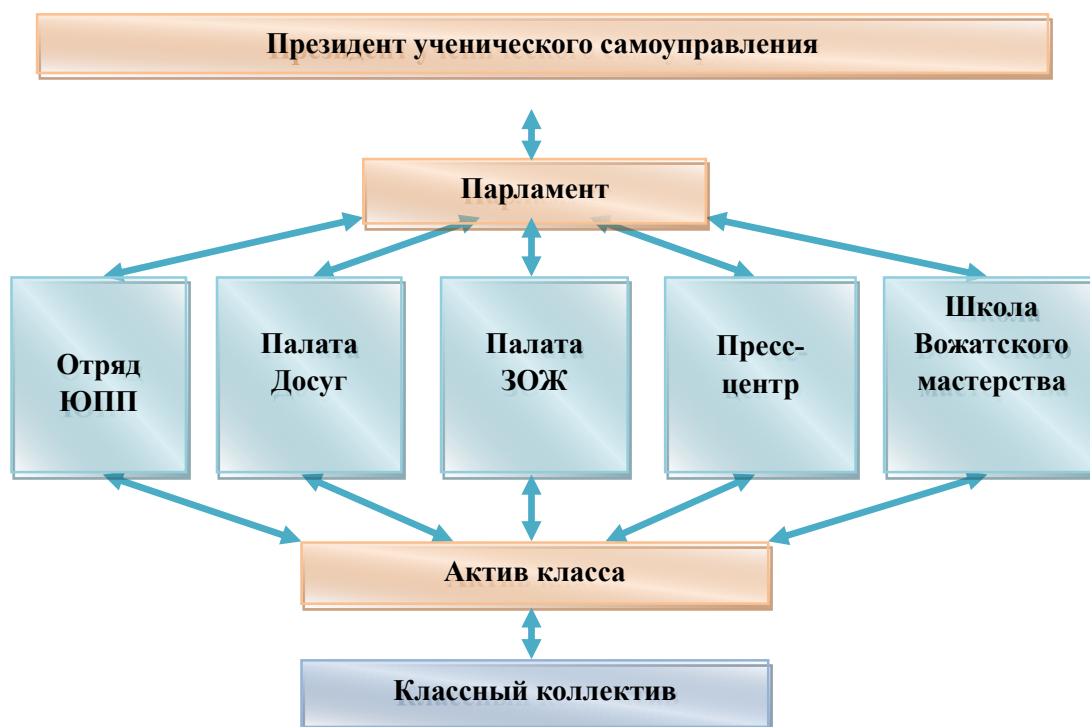 Президент ученического самоуправления
Парламент
Отряд
ЮПП
Палата
Досуг
Палата
ЗОЖ
Пресс-
центр
Школа
Вожатского
мастерства
Актив класса
Классный коллектив